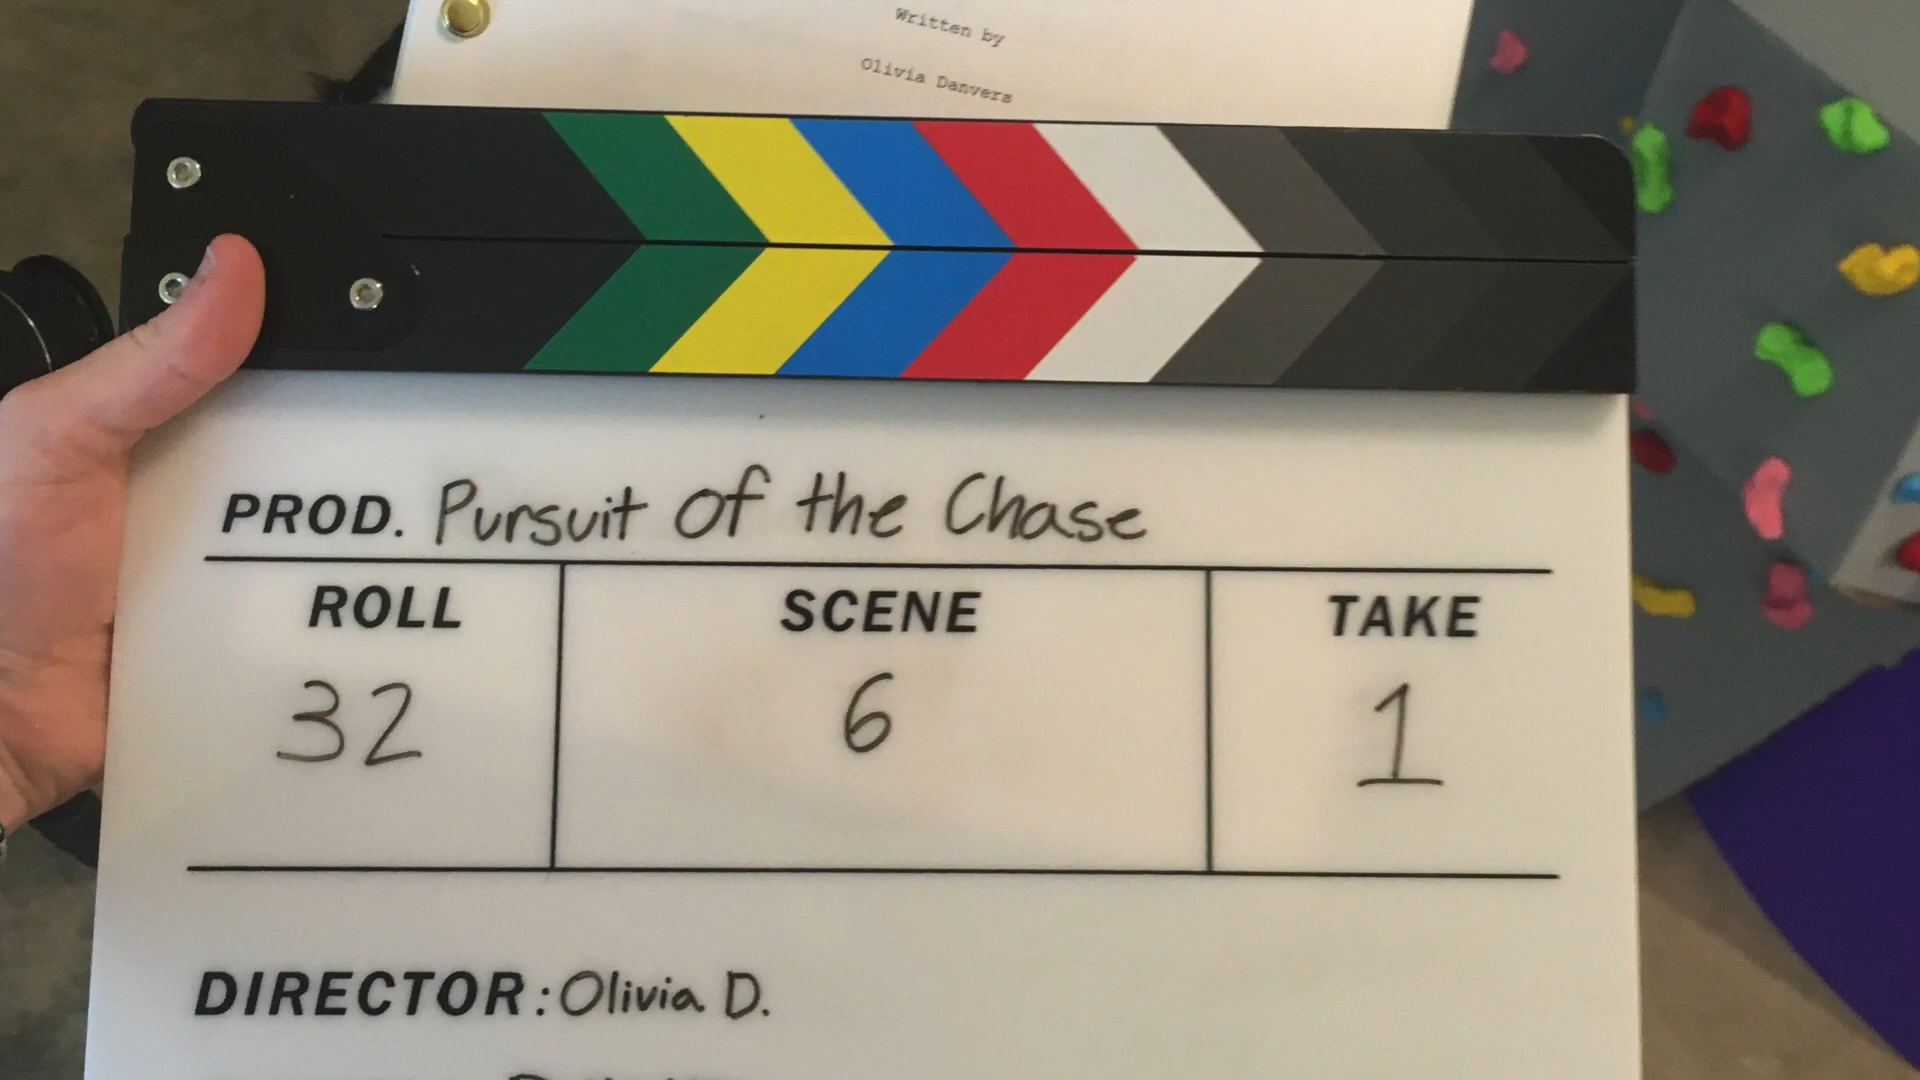 Written by
Olivia Danvers
PROD. Pursuit of the Chase
ROLL SCENE TAKE
32 6 1
DIRECTOR: Olivia D.